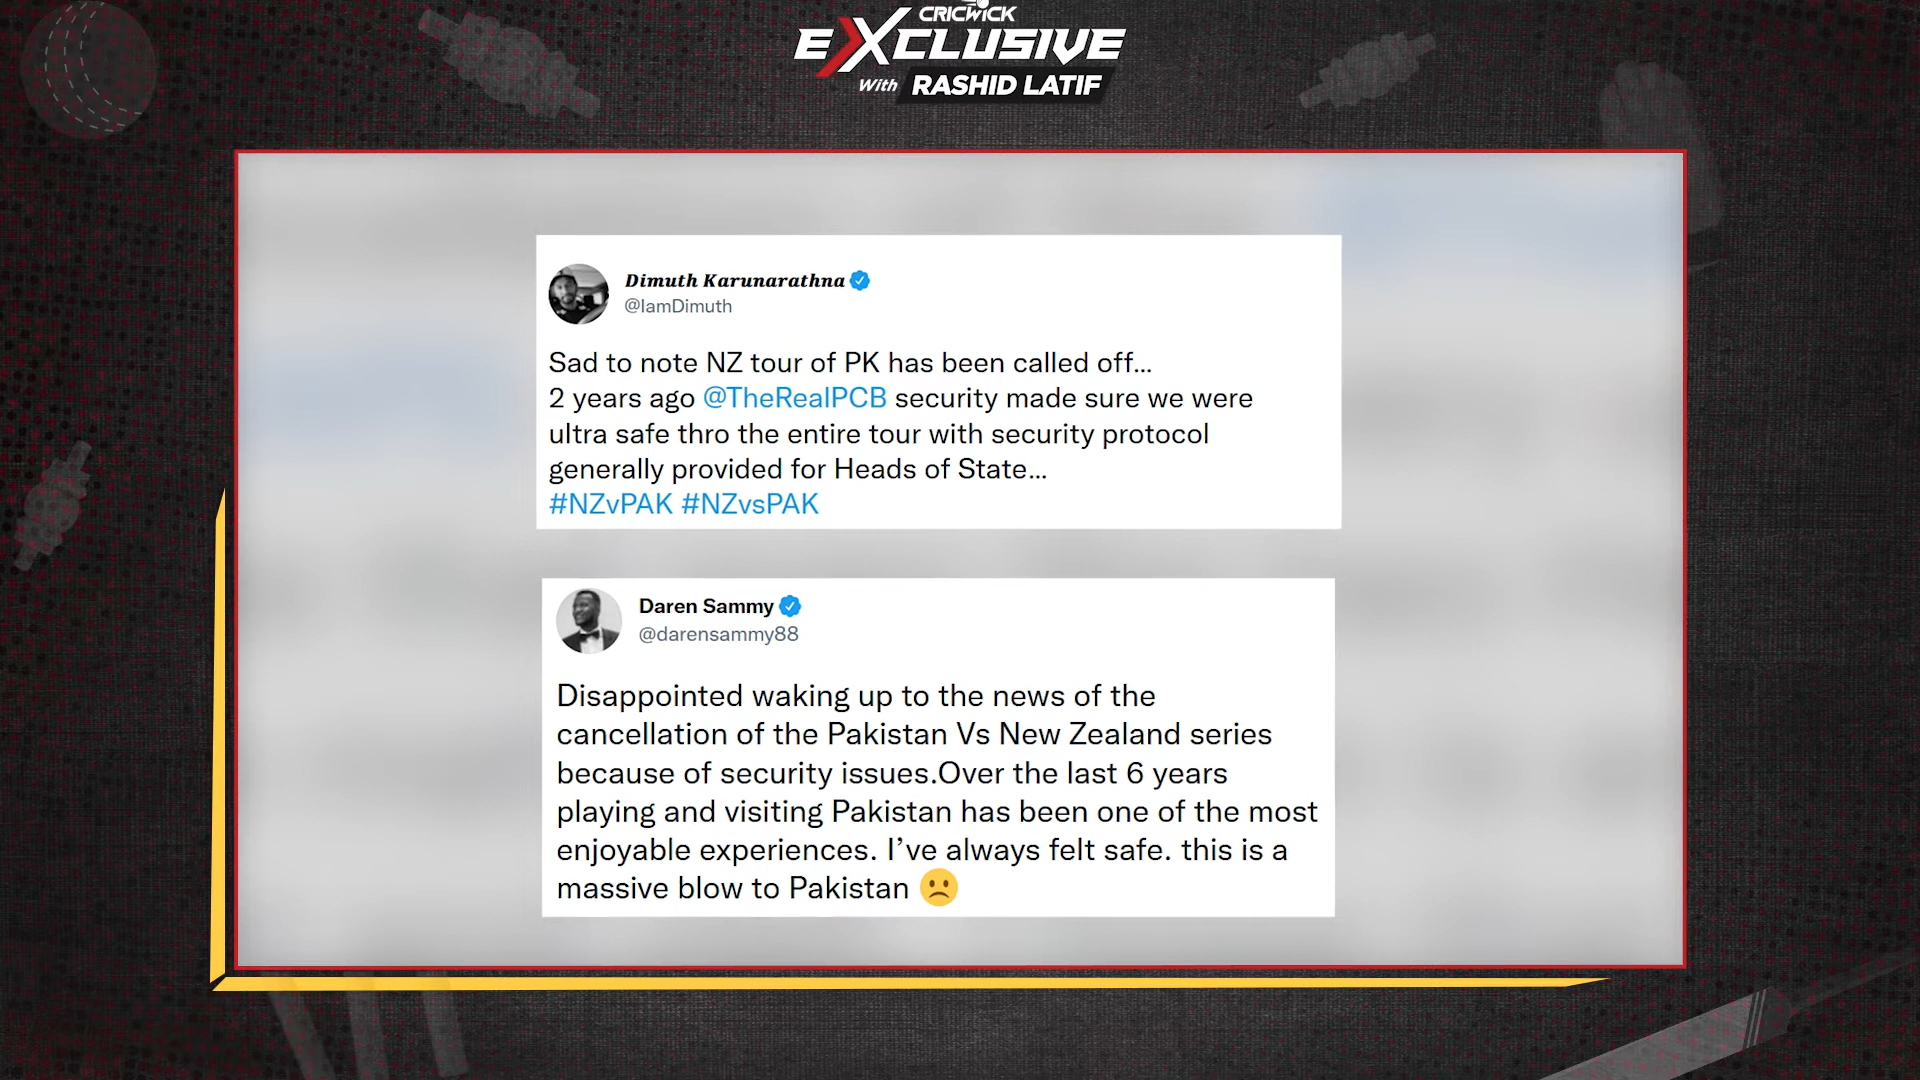 CRICWICK
EXCLUSIVE
With RASHID LATIF
Dimuth Karunarathna
@IamDimuth
Sad to note NZ tour of PK has been called off...
2 years ago @TheRealPCB security made sure we were
ultra safe thro the entire tour with security protocol
generally provided for Heads of State...
#NZvPAK #NZvsPAK
Daren Sammy
@darensammy88
Disappointed waking up to the news of the
cancellation of the Pakistan Vs New Zealand series
because of security issues.Over the last 6 years
playing and visiting Pakistan has been one of the most
enjoyable experiences. I’ve always felt safe. this is a
massive blow to Pakistan 🙁